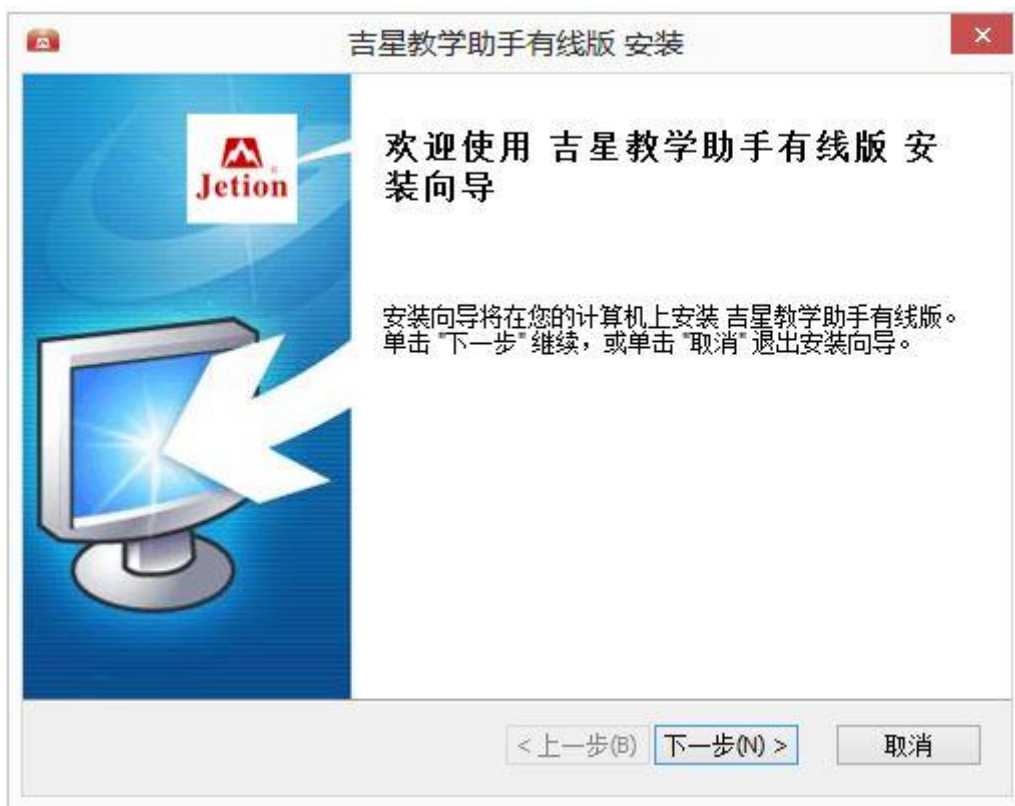 吉星教学助手有线版 安装
Jetion
欢迎使用 吉星教学助手有线版 安
装向导
安装向导将在您的计算机上安装 吉星教学助手有线版。
单击 "下一步" 继续，或单击 "取消" 退出安装向导。
< 上一步(B) 下一步(N) > 取消